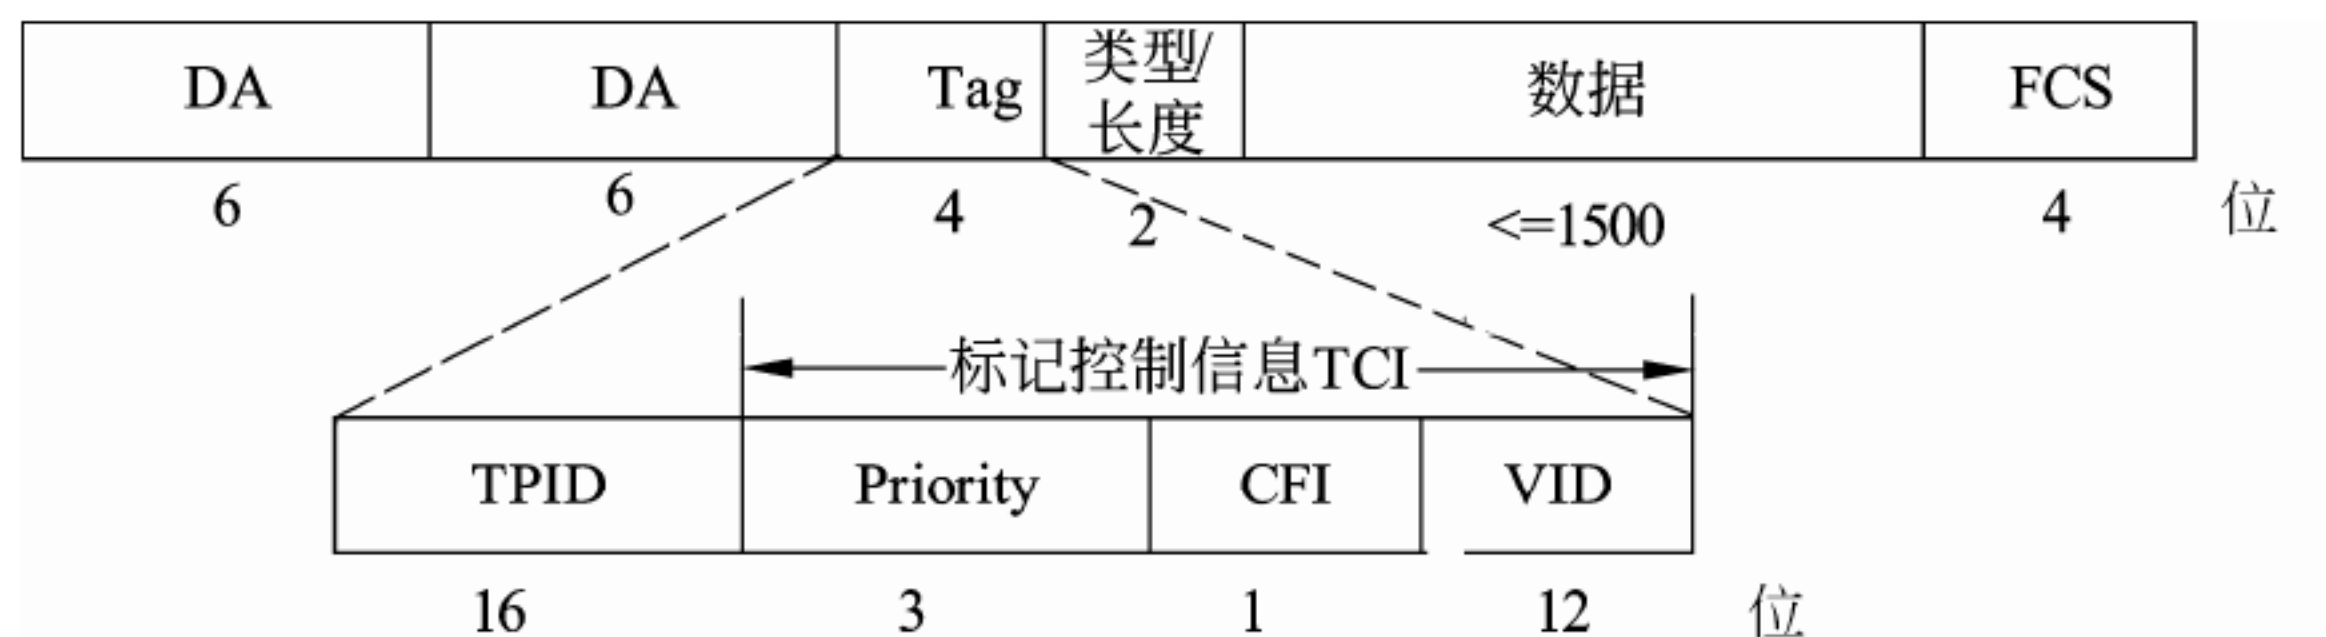 DA DA Tag 类型/ 数据 FCS
长度
6 6 4 2 <=1500 4 位
标记控制信息TCI
TPID Priority CFI VID
16 3 1 12 位